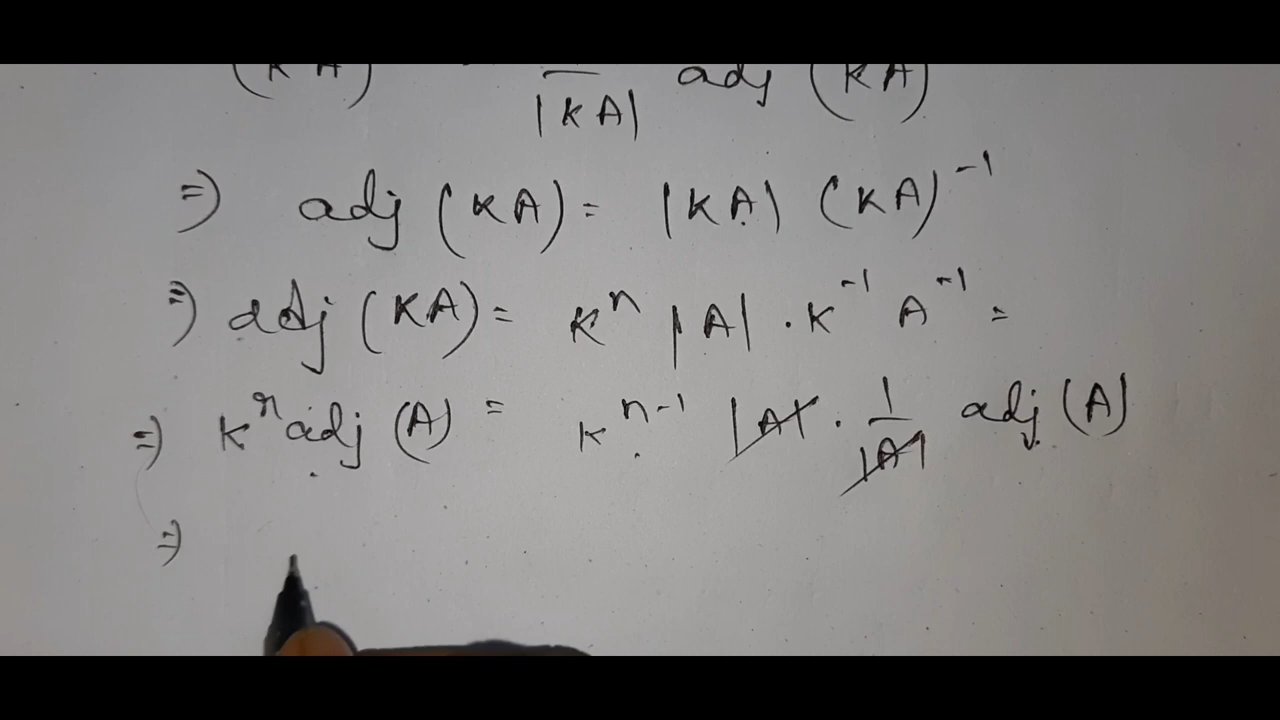 (KA) 1/|KA| adj (KA)
⇒ adj (KA) = |KA| (KA)⁻¹
⇒ adj (KA) = Kⁿ |A| . K⁻¹ A⁻¹ =
⇒ Kⁿ adj (A) = Kⁿ⁻¹ |A| . 1/|A| adj (A)
⇒